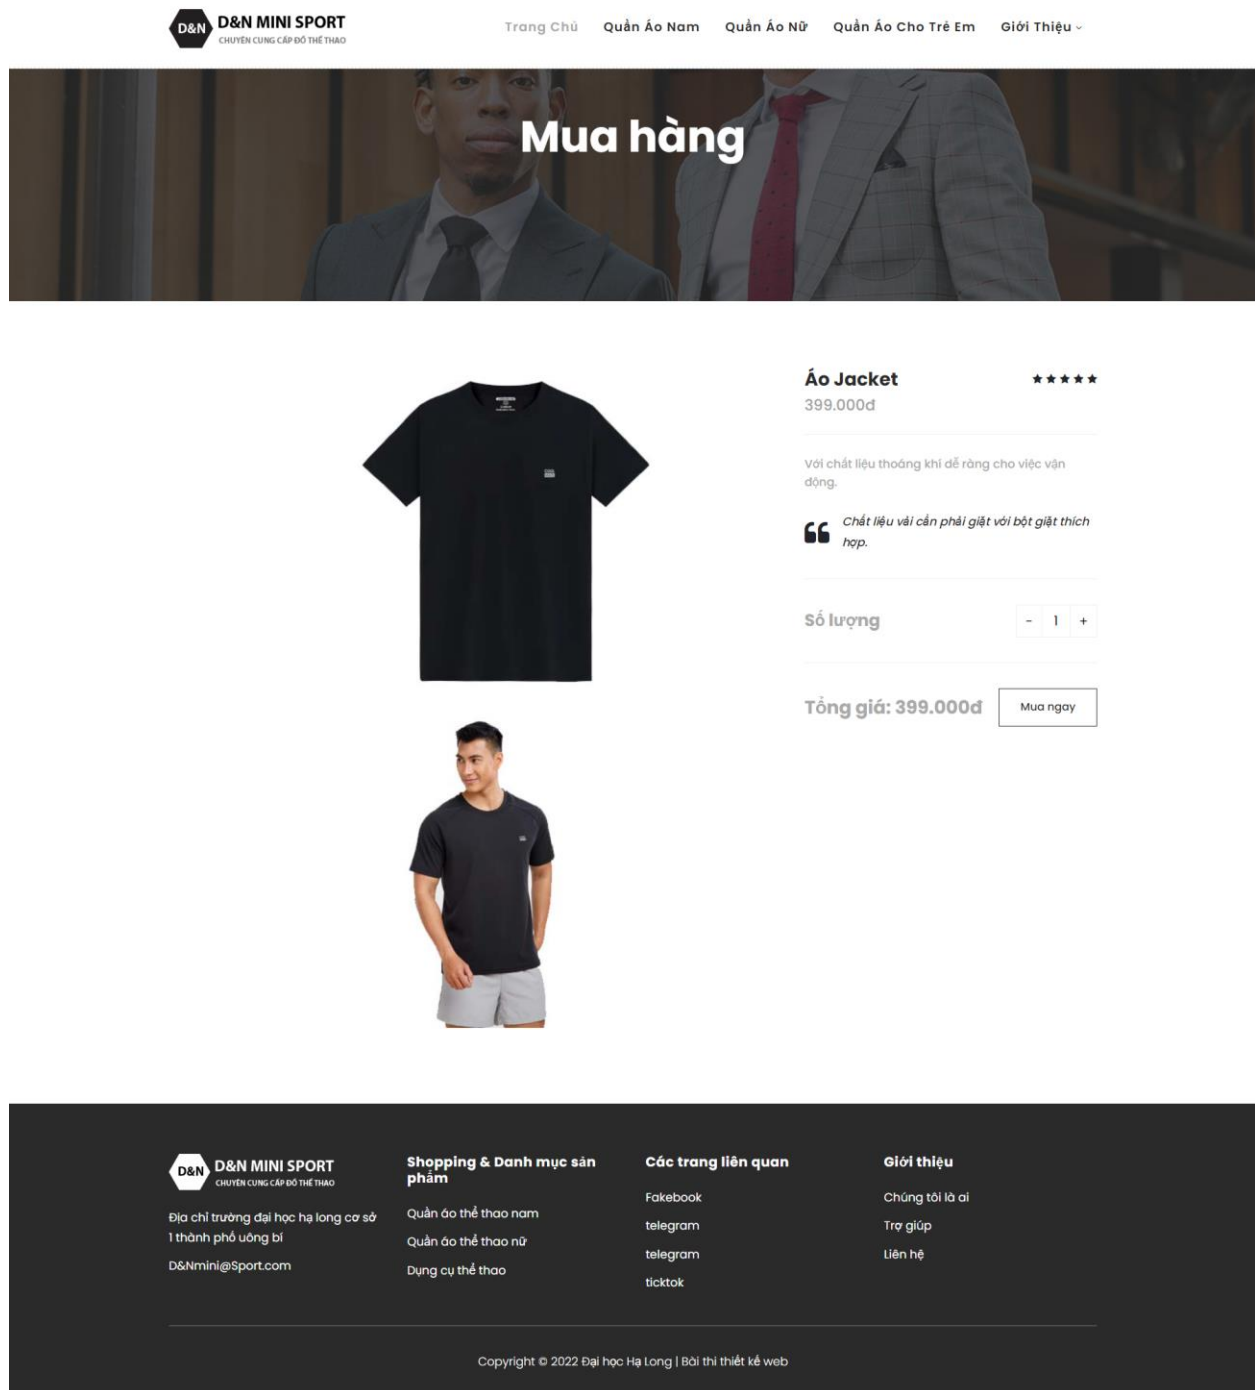 D&N
D&N MINI SPORT
CHUYÊN CUNG CẤP ĐỒ THỂ THAO
Trang Chủ Quần Áo Nam Quần Áo Nữ Quần Áo Cho Trẻ Em Giới Thiệu
Mua hàng
Áo Jacket
399.000đ
Với chất liệu thoáng khi dễ ràng cho việc vận
động.
Chất liệu vải cần phải giặt với bột giặt thích
hợp.
Số lượng
- 1 +
Tổng giá: 399.000đ
Mua ngay
D&N
D&N MINI SPORT
CHUYÊN CUNG CẤP ĐỒ THỂ THAO
Địa chỉ trường đại học hạ long cơ sở
1 thành phố uông bí
D&Nmini@Sport.com
Shopping & Danh mục sản
phẩm
Quần áo thể thao nam
Quần áo thể thao nữ
Dụng cụ thể thao
Các trang liên quan
Fakebook
telegram
telegram
ticktok
Giới thiệu
Chúng tôi là ai
Trợ giúp
Liên hệ
Copyright © 2022 Đại học Hạ Long | Bài thi thiết kế web